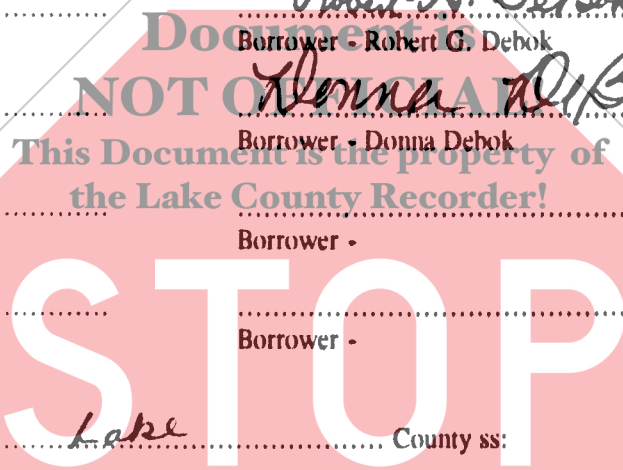 Document is
Borrower - Robert G. Debok
NOT OFFICIAL
Donna
Borrower - Donna Debok
This Document is the property of
the Lake County Recorder!
Borrower -
Borrower -
STOP
Lake County ss: